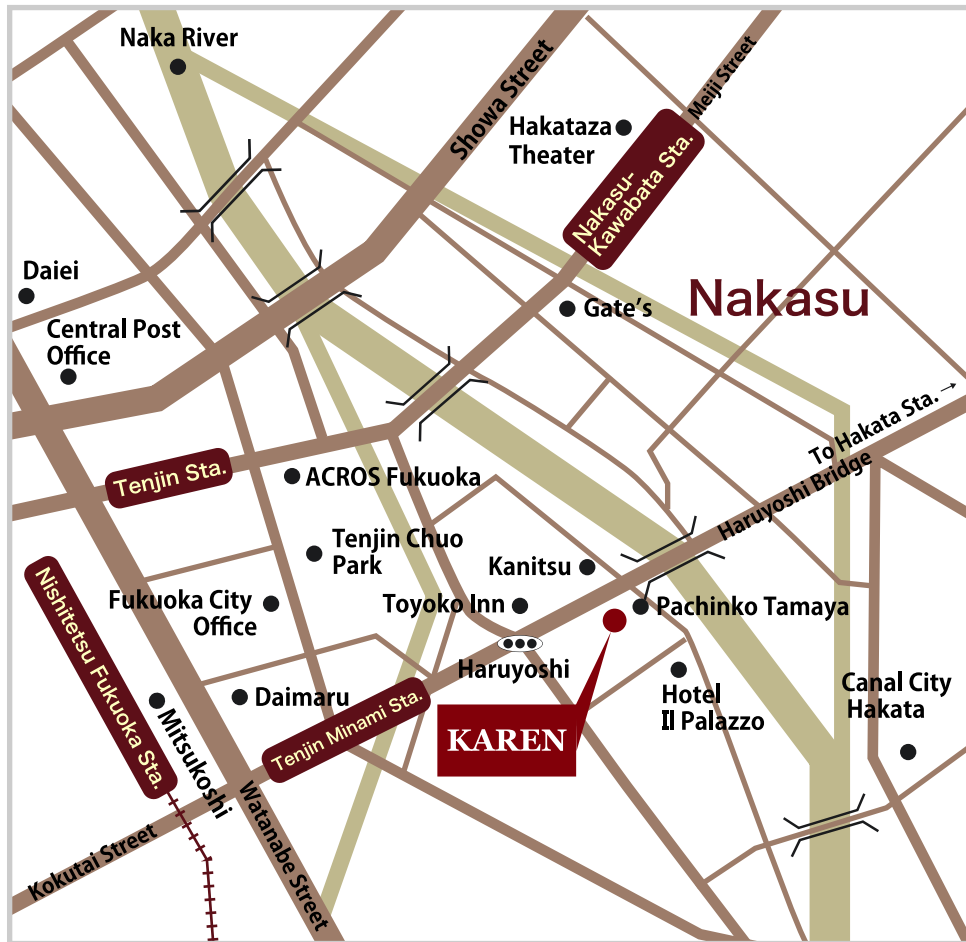 Naka River
Showa Street
Meiji Street
Hakataza
Theater
Nakasu-
Kawabata Sta.
Daiei
Central Post
Office
Gate's
Nakasu
To Hakata Sta. →
Haruyoshi Bridge
Tenjin Sta.
ACROS Fukuoka
Tenjin Chuo
Park
Kanitsu
Nishitetsu Fukuoka Sta.
Fukuoka City
Office
Toyoko Inn
Pachinko Tamaya
Haruyoshi
Mitsukoshi
Daimaru
Tenjin Minami Sta.
KAREN
Hotel
Il Palazzo
Canal City
Hakata
Kokutai Street
Watanabe Street